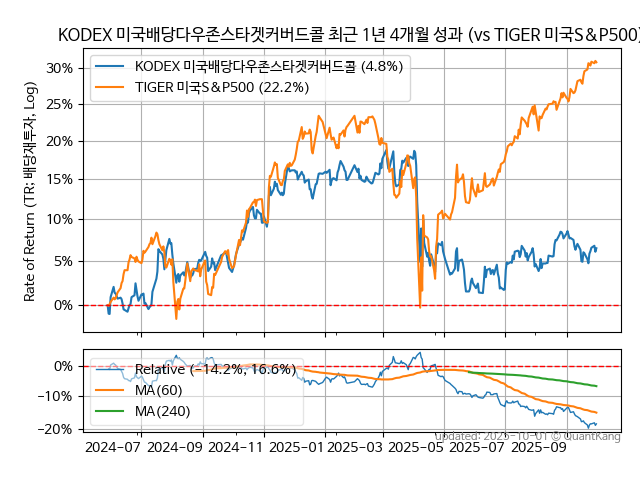 KODEX 미국배당다우존스타겟커버드콜 최근 1년 4개월 성과 (vs TIGER 미국S&P500)
Rate of Return (TR: 배당재투자, Log)
KODEX 미국배당다우존스타겟커버드콜 (4.8%)
TIGER 미국S&P500 (22.2%)
30%
25%
20%
15%
10%
5%
0%
Relative (−14.2%, 16.6%)
MA(60)
MA(240)
0%
−10%
−20%
2024-07 2024-09 2024-11 2025-01 2025-03 2025-05 2025-07 2025-09
updated: 2025-10-01 © QuantKang